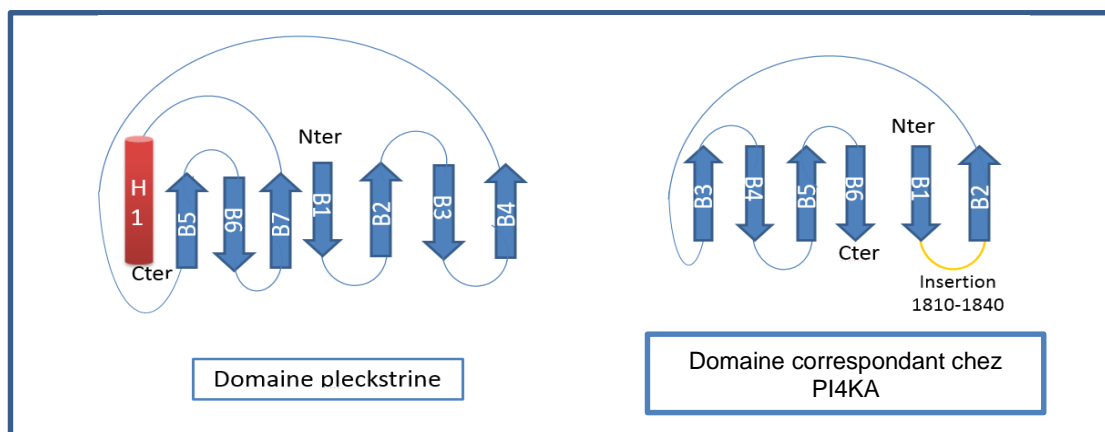 Nter
H
1
B5
B6
B7
B1
B2
B3
B4
Cter
Domaine pleckstrine
Nter
B3
B4
B5
B6
B1
B2
Cter
Insertion
1810-1840
Domaine correspondant chez
PI4KA